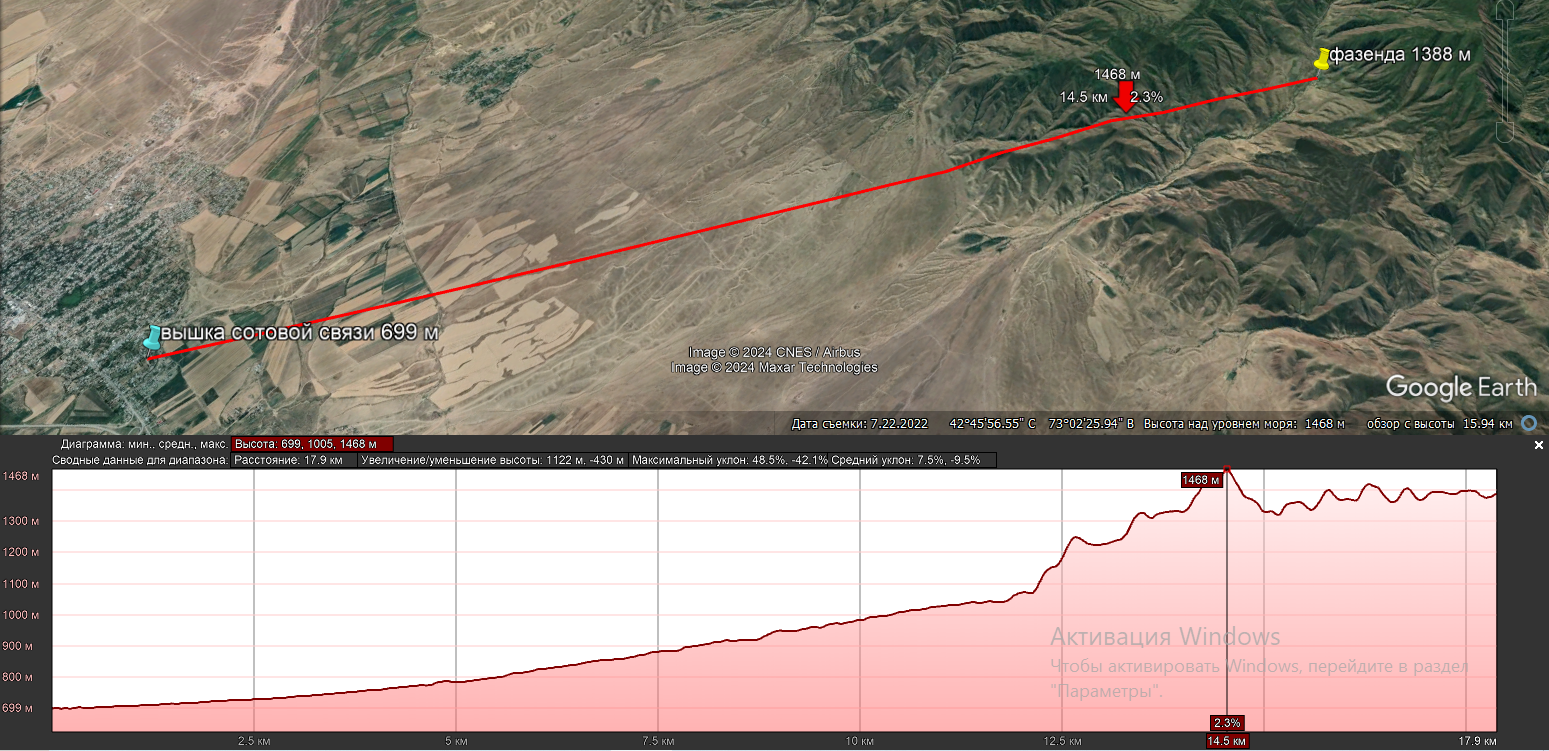 фазенда 1388 м
1468 м
14.5 км 2.3%
вышка сотовой связи 699 м
Image © 2024 CNES / Airbus
Image © 2024 Maxar Technologies
Google Earth
Дата съемки: 7.22.2022 42°45'56.55" С 73°02'25.94" В Высота над уровнем моря: 1468 м обзор с высоты 15.94 км
Диаграмма: мин., средн., макс. Высота: 699, 1005, 1468 м
Сводные данные для диапазона: Расстояние: 17.9 км Увеличение/уменьшение высоты: 1122 м, -430 м Максимальный уклон: 48.5%, -42.1% Средний уклон: 7.5%, -9.5%
1468 м
1468 м
1300 м
1200 м
1100 м
1000 м
900 м
800 м
699 м
Активация Windows
Чтобы активировать Windows, перейдите в раздел
"Параметры".
2.3%
2.5 км 5 км 7.5 км 10 км 12.5 км 14.5 км 17.9 км